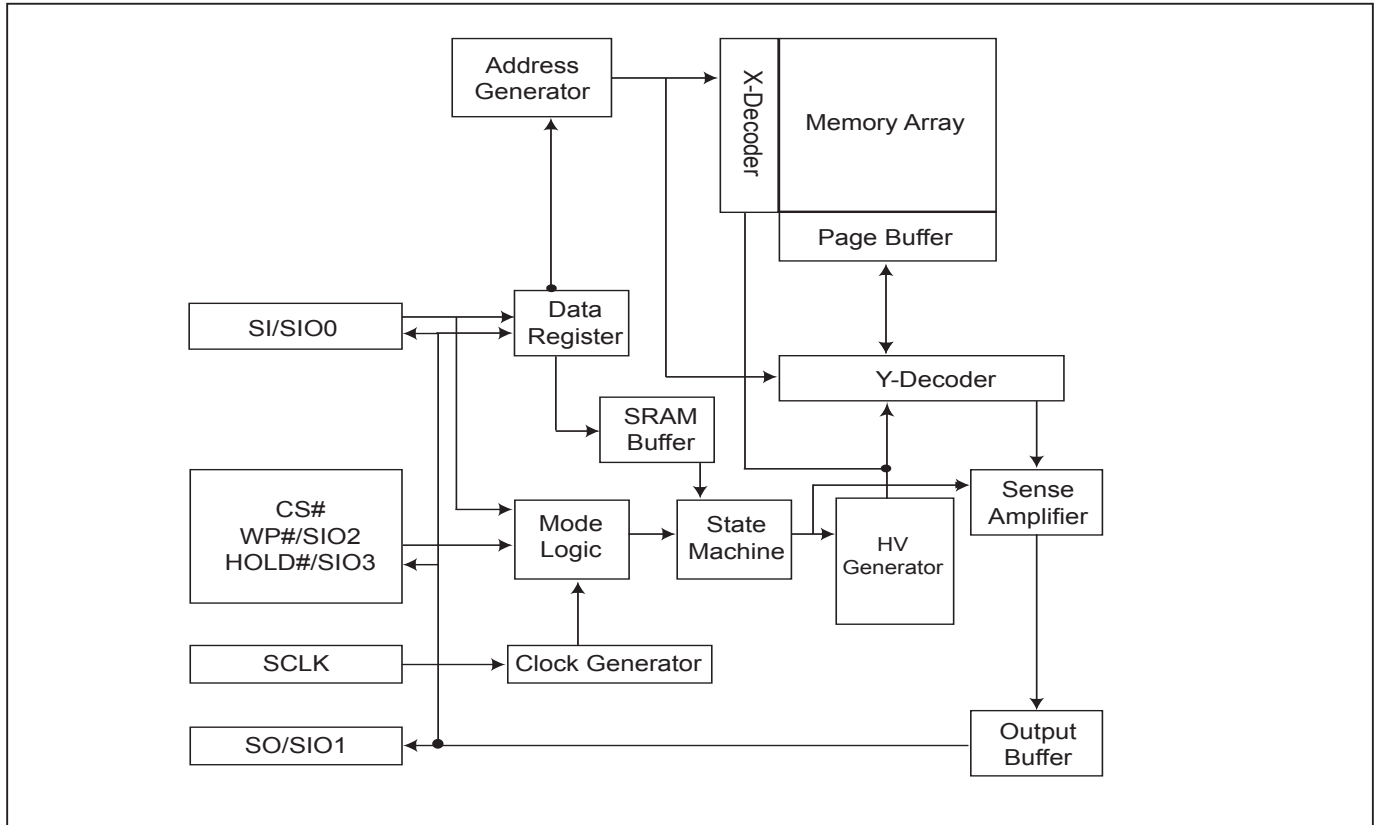 Address
Generator
X-Decoder
Memory Array
Page Buffer
SI/SIO0
Data
Register
Y-Decoder
SRAM
Buffer
CS#
WP#/SIO2
HOLD#/SIO3
Mode
Logic
State
Machine
HV
Generator
Sense
Amplifier
SCLK
Clock Generator
SO/SIO1
Output
Buffer